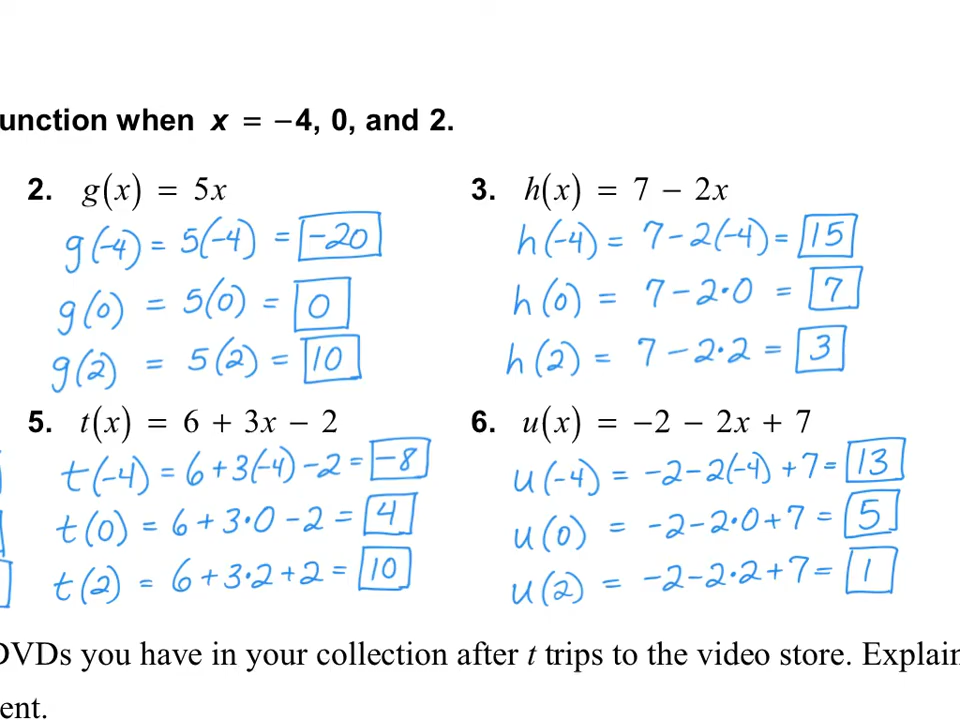 unction when x = −4, 0, and 2.
2. g(x) = 5x
g(-4) = 5(-4) = -20
g(0) = 5(0) = 0
g(2) = 5(2) = 10
3. h(x) = 7 − 2x
h(-4) = 7-2(-4) = 15
h(0) = 7-2·0 = 7
h(2) = 7-2·2 = 3
5. t(x) = 6 + 3x − 2
t(-4) = 6+3(-4)-2 = -8
t(0) = 6+3·0-2 = 4
t(2) = 6+3·2+2 = 10
6. u(x) = −2 − 2x + 7
u(-4) = -2-2(-4)+7 = 13
u(0) = -2-2·0+7 = 5
u(2) = -2-2·2+7 = 1
DVDs you have in your collection after t trips to the video store. Explain
ent.